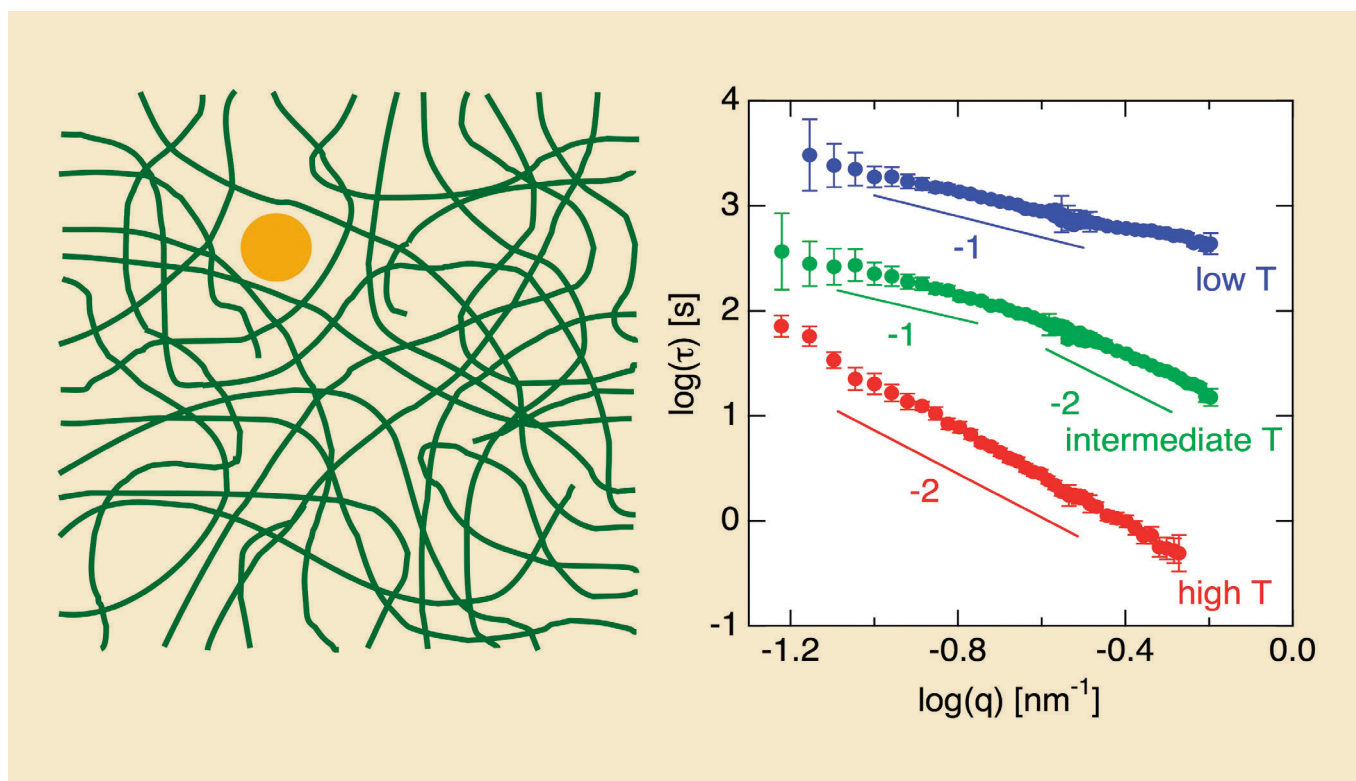 4
3
2
1
0
-1
log(τ) [s]
-1
low T
-1
-2
intermediate T
-2
high T
-1.2
-0.8
-0.4
0.0
log(q) [nm⁻¹]